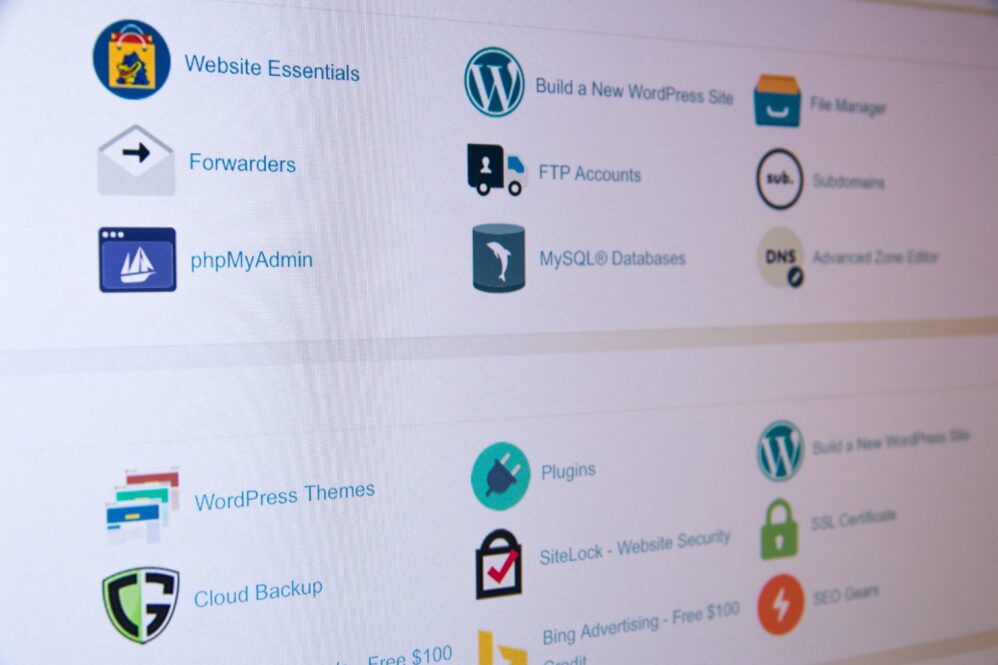 Website Essentials
Build a New WordPress Site
File Manager
Forwarders
FTP Accounts
sub.
Subdomains
phpMyAdmin
MySQL® Databases
DNS
Advanced Zone Editor
WordPress Themes
Plugins
Build a New WordPress Site
Cloud Backup
SiteLock - Website Security
SSL Certificate
SEO Gears
Free $100
Bing Advertising - Free $100
Credit